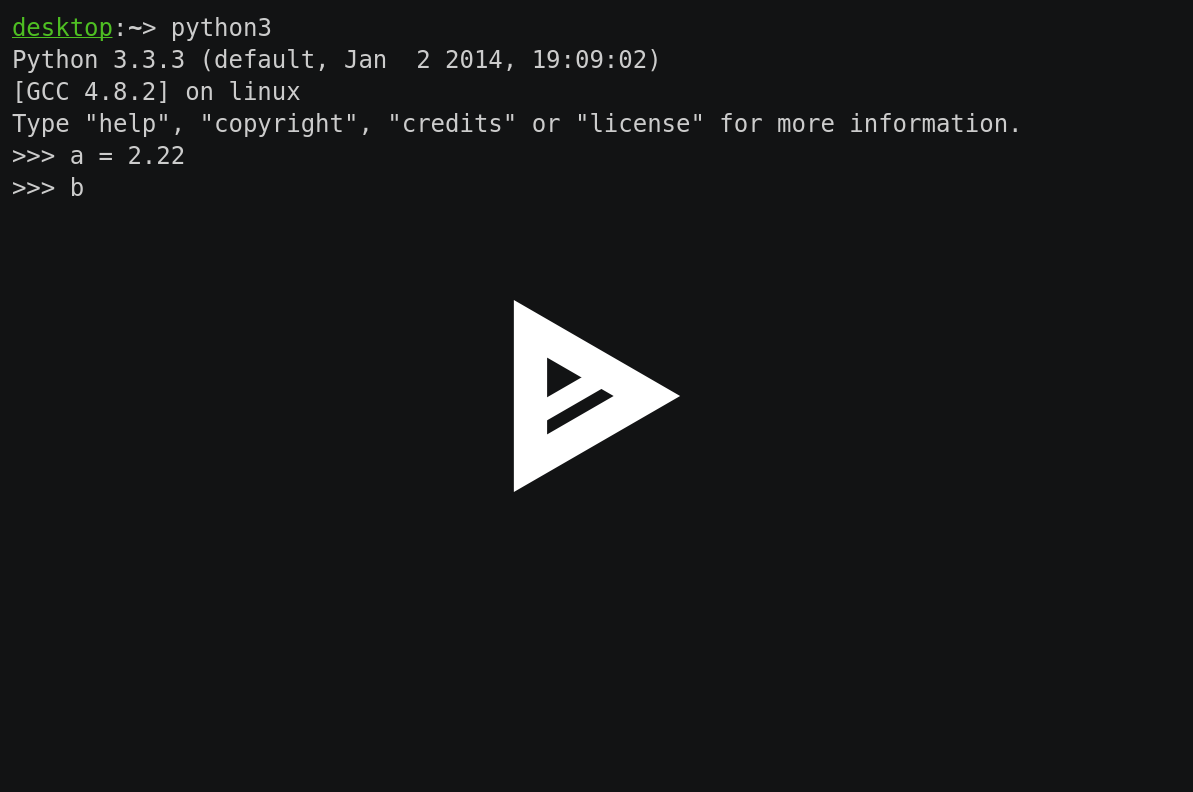 desktop:~> python3
Python 3.3.3 (default, Jan  2 2014, 19:09:02)
[GCC 4.8.2] on linux
Type "help", "copyright", "credits" or "license" for more information.
>>> a = 2.22
>>> b